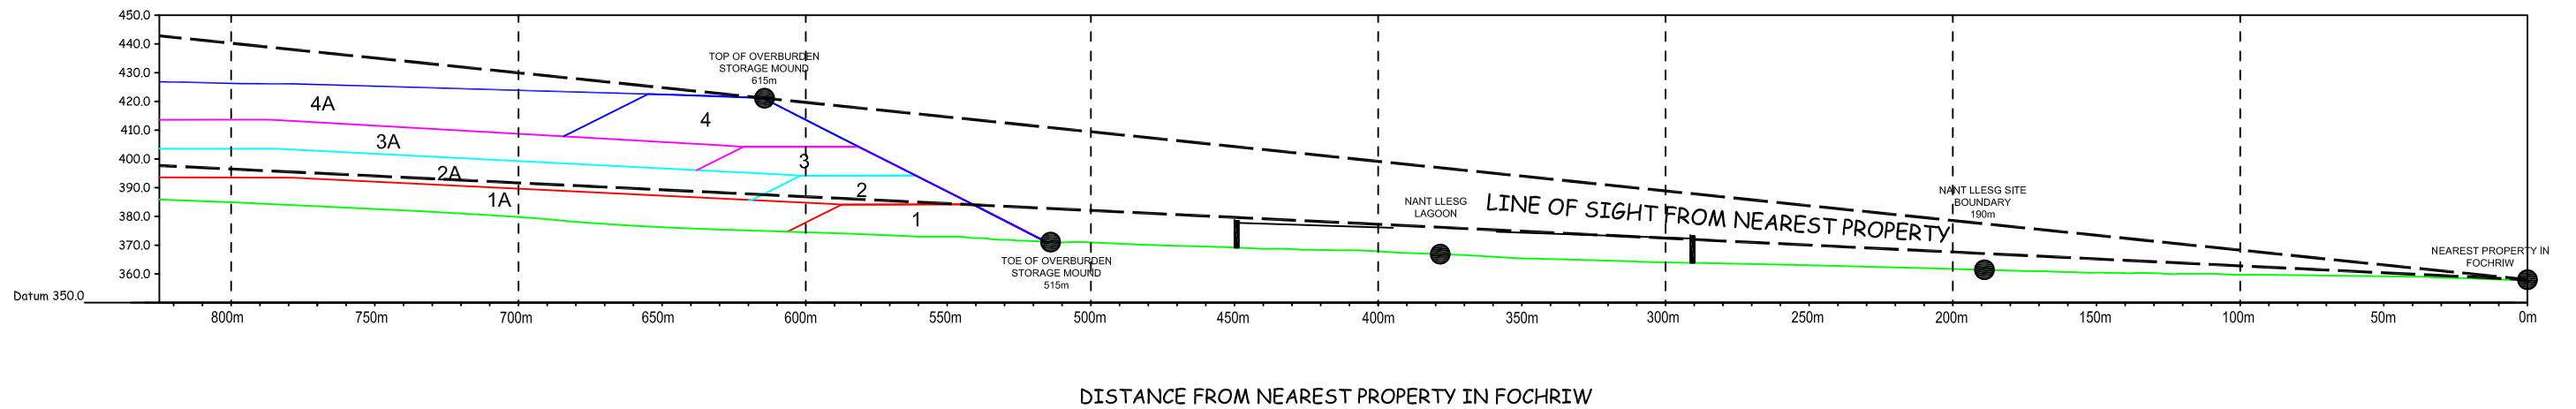 450.0
440.0
430.0
420.0
410.0
400.0
390.0
380.0
370.0
360.0
Datum 350.0
TOP OF OVERBURDEN
STORAGE MOUND
615m
4A
4
3A
3
2A
2
1A
1
TOE OF OVERBURDEN
STORAGE MOUND
515m
NANT LLESG
LAGOON
LINE OF SIGHT FROM NEAREST PROPERTY
NANT LLESG SITE
BOUNDARY
190m
NEAREST PROPERTY IN
FOCHRIW
800m 750m 700m 650m 600m 550m 500m 450m 400m 350m 300m 250m 200m 150m 100m 50m 0m
DISTANCE FROM NEAREST PROPERTY IN FOCHRIW